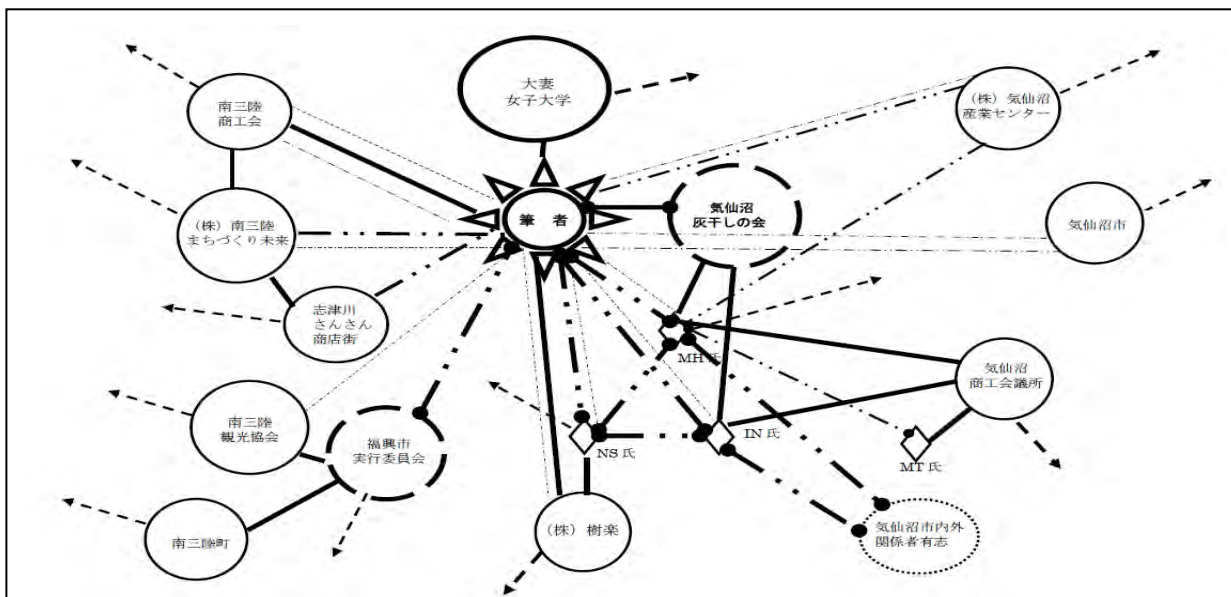 大妻
女子大学
南三陸
商工会
(株)気仙沼
産業センター
筆 者
気仙沼
灰干しの会
(株)南三陸
まちづくり未来
気仙沼市
志津川
さんさん
商店街
MH 氏
気仙沼
商工会議所
南三陸
観光協会
福興市
実行委員会
NS 氏
IN 氏
MT 氏
南三陸町
(株)樹楽
気仙沼市内外
関係者有志